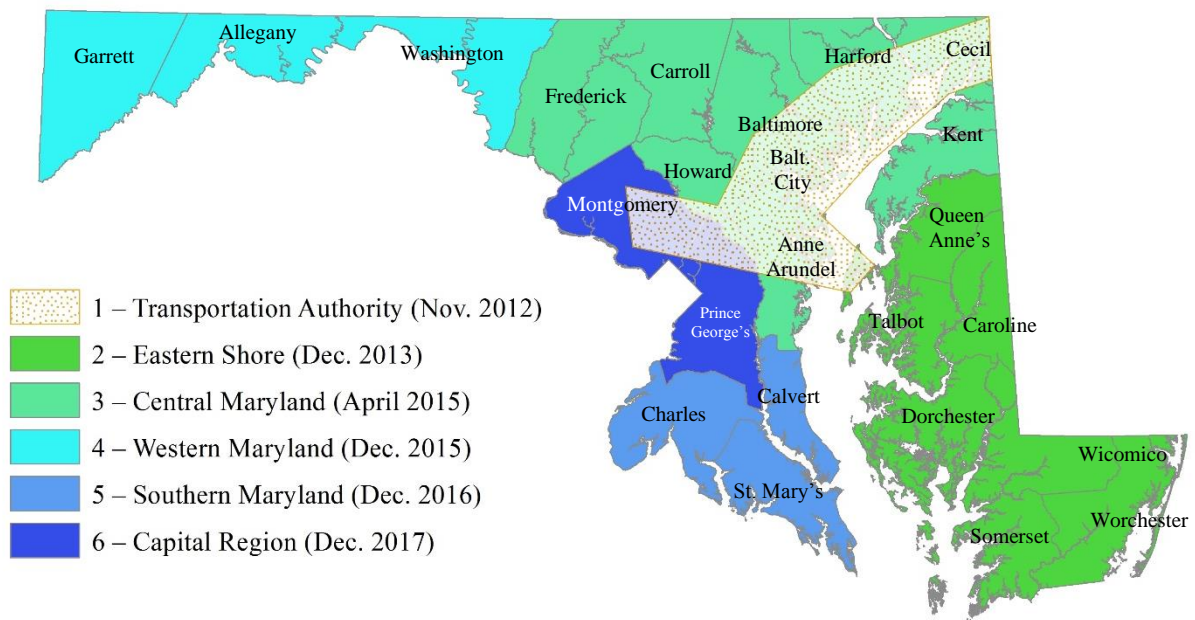 Garrett
Allegany
Washington
Frederick
Carroll
Harford
Cecil
Baltimore
Balt.
City
Howard
Kent
Montgomery
Queen
Anne's
Anne
Arundel
Prince
George's
Talbot
Caroline
Calvert
Charles
Dorchester
St. Mary's
Wicomico
Worchester
Somerset
1 – Transportation Authority (Nov. 2012)
2 – Eastern Shore (Dec. 2013)
3 – Central Maryland (April 2015)
4 – Western Maryland (Dec. 2015)
5 – Southern Maryland (Dec. 2016)
6 – Capital Region (Dec. 2017)